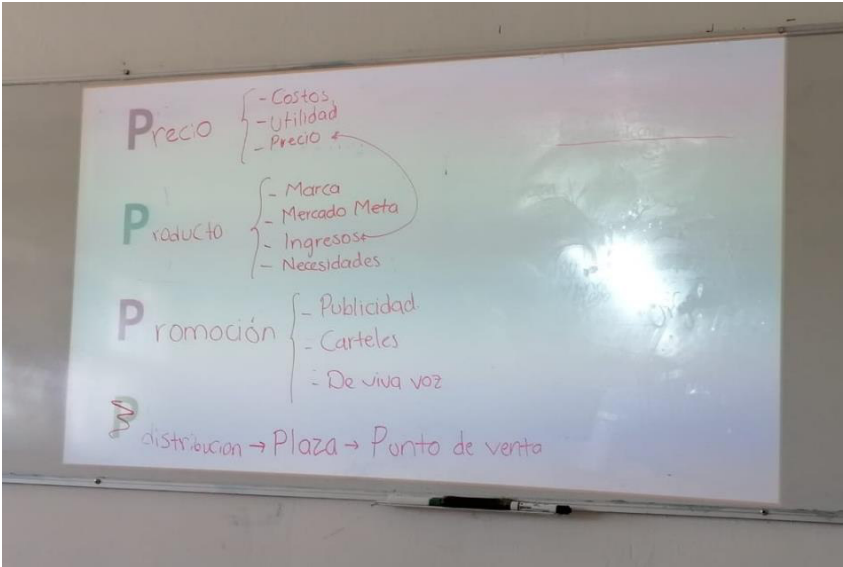 Precio
- Costos
- Utilidad
- Precio
Producto
- Marca
- Mercado Meta
- Ingresos
- Necesidades
Promoción
- Publicidad
- Carteles
- De viva voz
P distribucion → Plaza → Punto de venta